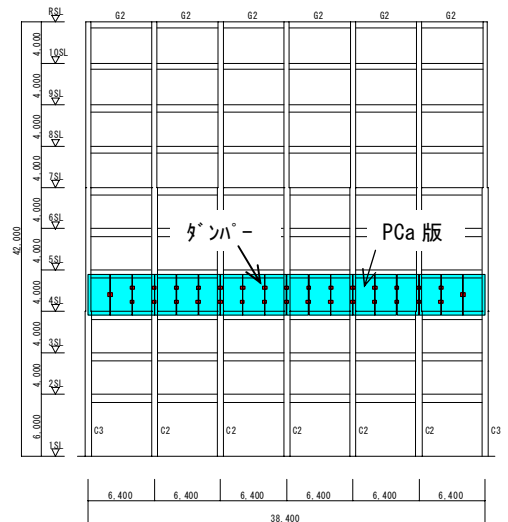 RSL
G2 G2 G2 G2 G2 G2
4,000
10SL
4,000
9SL
4,000
8SL
4,000
7SL
4,000
6SL
42,000
ﾀﾞﾝﾊﾟｰ
PCa 版
4,000
5SL
4,000
4SL
4,000
3SL
4,000
2SL
6,000
C3 C2 C2 C2 C2 C2 C3
1SL
6,400 6,400 6,400 6,400 6,400 6,400
38,400